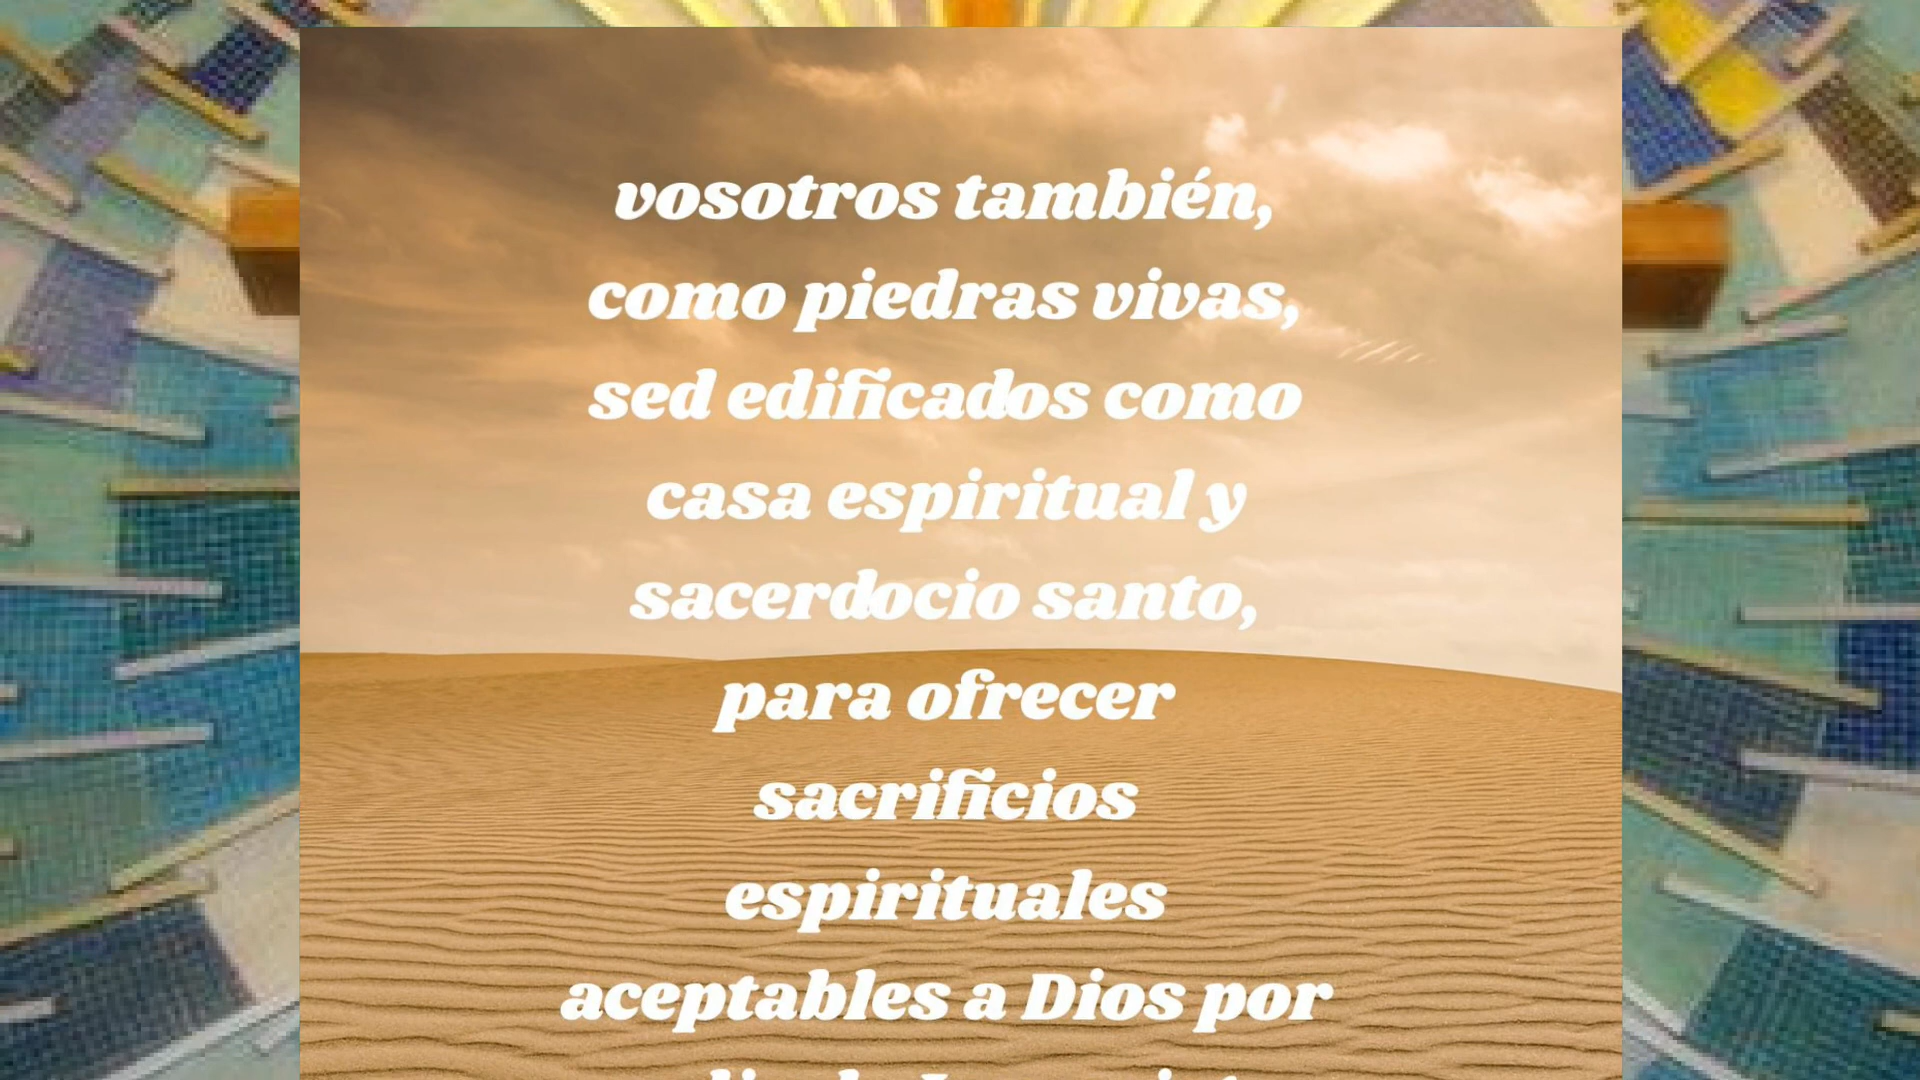 vosotros también,
como piedras vivas,
sed edificados como
casa espiritual y
sacerdocio santo,
para ofrecer
sacrificios
espirituales
aceptables a Dios por